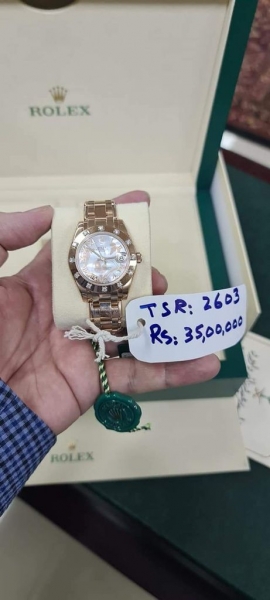 ROLEX
TSR: 2603
Rs: 35,00,000
ROLEX